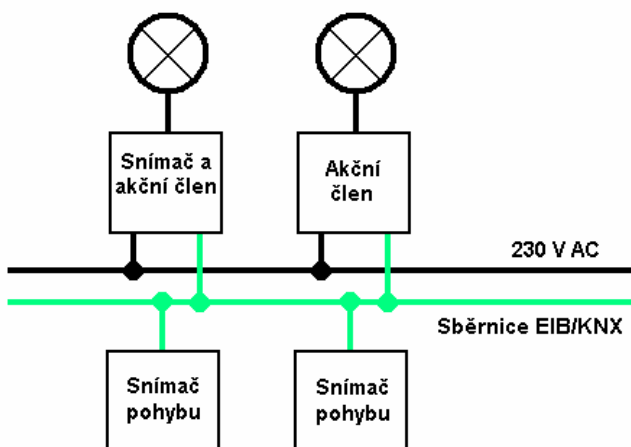 Snímač a
akční člen
Akční
člen
230 V AC
Sběrnice EIB/KNX
Snímač
pohybu
Snímač
pohybu